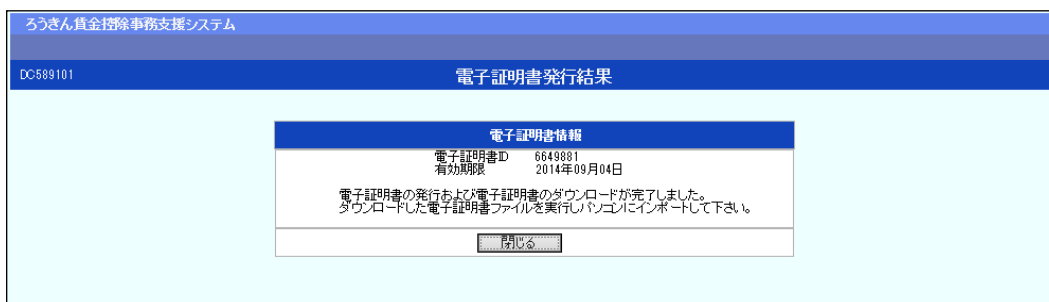 ろうきん賃金控除事務支援システム
DC589101
電子証明書発行結果
電子証明書情報
電子証明書ID 6649881
有効期限 2014年09月04日
電子証明書の発行および電子証明書のダウンロードが完了しました。
ダウンロードした電子証明書ファイルを実行しパソコンにインポートして下さい。
閉じる